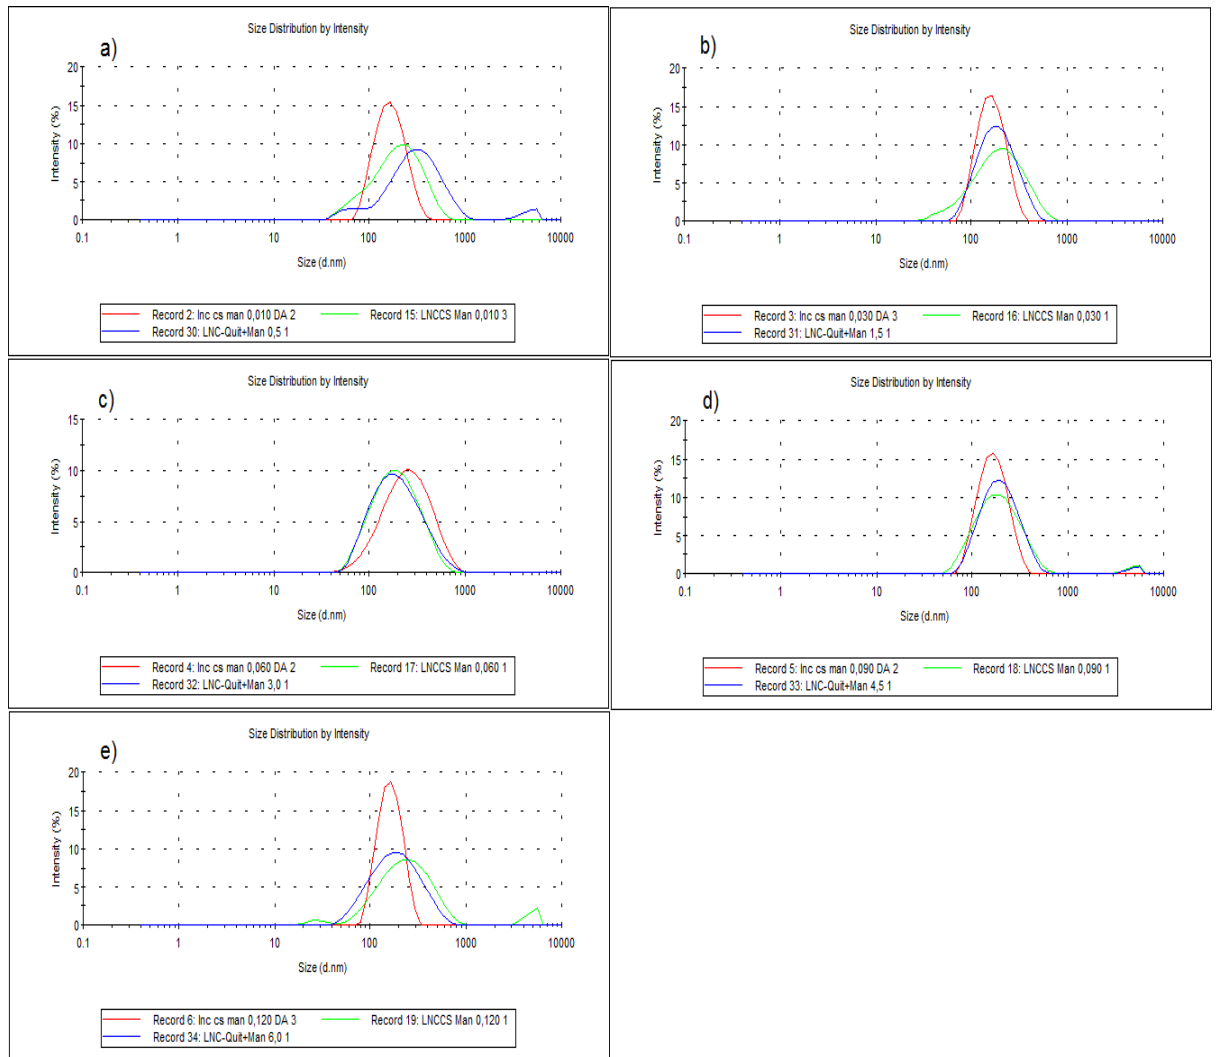 a)
Size Distribution by Intensity
20
15
10
5
0
0.1 1 10 100 1000 10000
Intensity (%)
Size (d.nm)
Record 2: lnc cs man 0,010 DA 2 Record 15: LNCCS Man 0,010 3
Record 30: LNC-Quit+Man 0,5 1
b)
Size Distribution by Intensity
20
15
10
5
0
0.1 1 10 100 1000 10000
Intensity (%)
Size (d.nm)
Record 3: lnc cs man 0,030 DA 3 Record 16: LNCCS Man 0,030 1
Record 31: LNC-Quit+Man 1,5 1
c)
Size Distribution by Intensity
15
10
5
0
0.1 1 10 100 1000 10000
Intensity (%)
Size (d.nm)
Record 4: lnc cs man 0,060 DA 2 Record 17: LNCCS Man 0,060 1
Record 32: LNC-Quit+Man 3,0 1
d)
Size Distribution by Intensity
20
15
10
5
0
0.1 1 10 100 1000 10000
Intensity (%)
Size (d.nm)
Record 5: lnc cs man 0,090 DA 2 Record 18: LNCCS Man 0,090 1
Record 33: LNC-Quit+Man 4,5 1
e)
Size Distribution by Intensity
20
15
10
5
0
0.1 1 10 100 1000 10000
Intensity (%)
Size (d.nm)
Record 6: lnc cs man 0,120 DA 3 Record 19: LNCCS Man 0,120 1
Record 34: LNC-Quit+Man 6,0 1